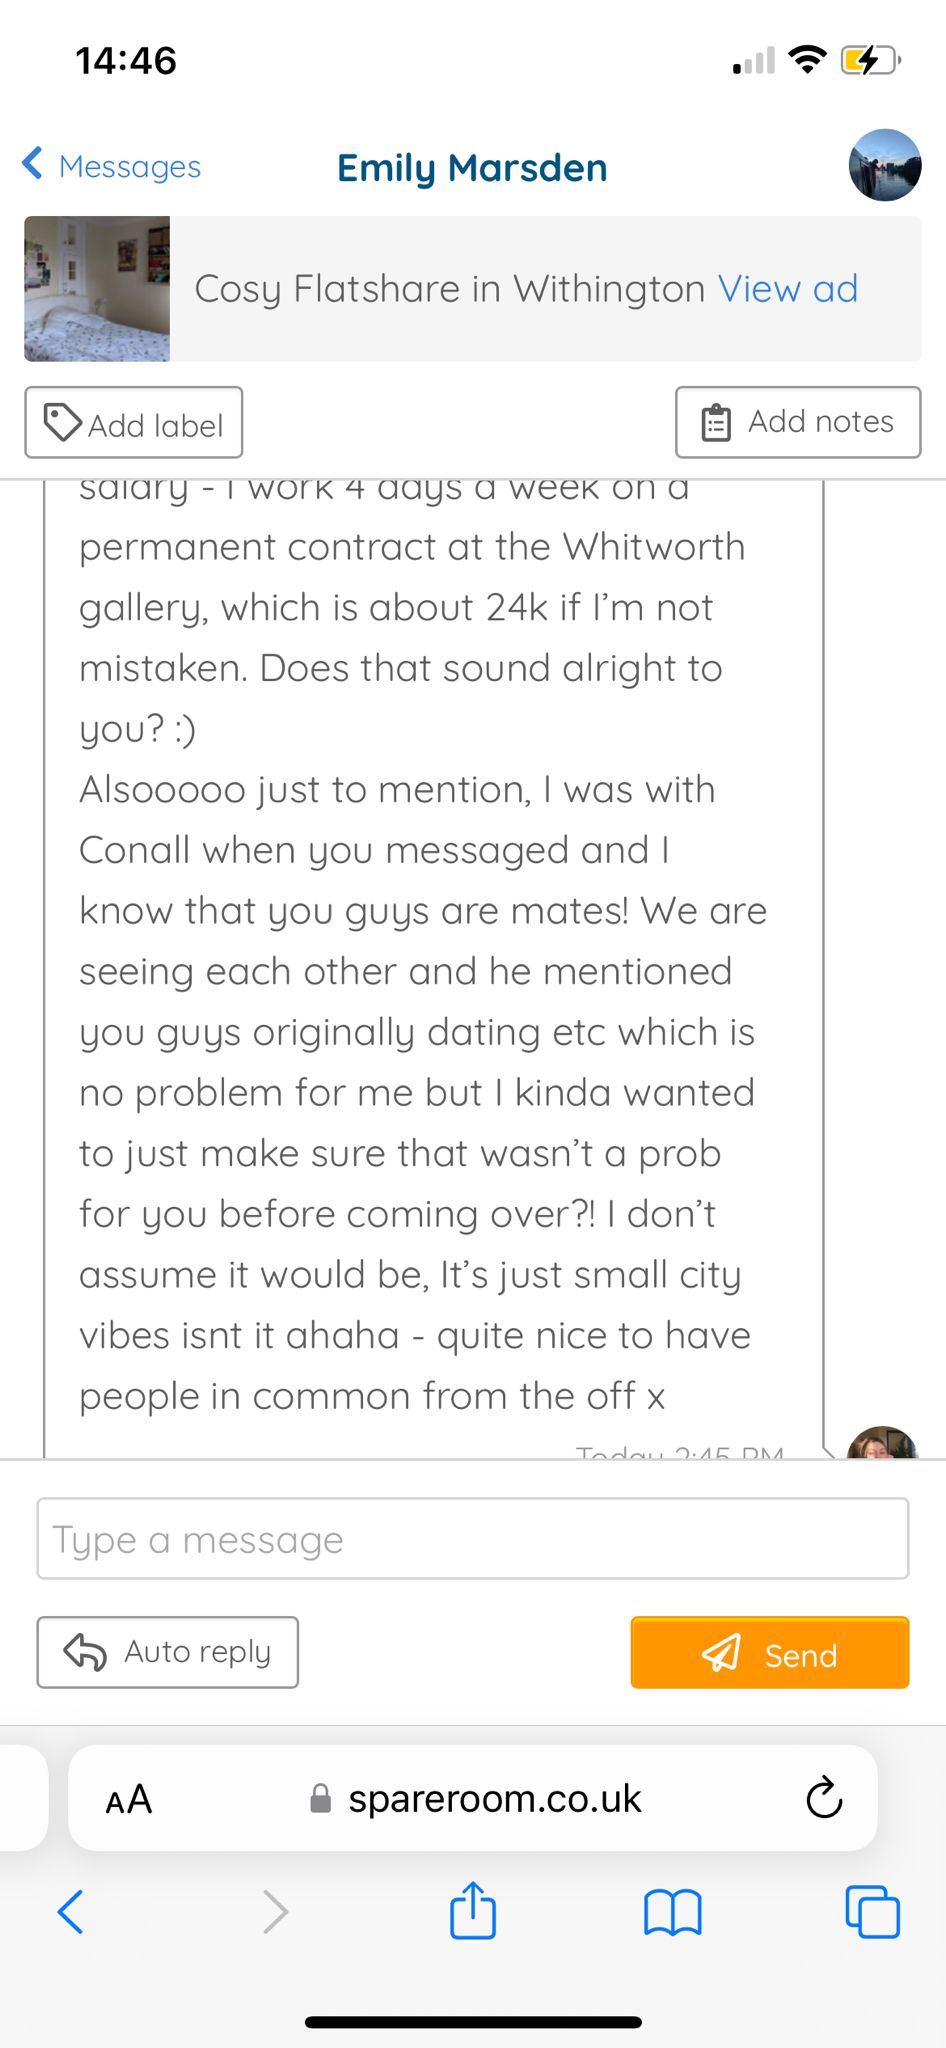 14:46
Messages
Emily Marsden
Cosy Flatshare in Withington View ad
Add label
Add notes
salary - I work 4 days a week on a
permanent contract at the Whitworth
gallery, which is about 24k if I'm not
mistaken. Does that sound alright to
you? :)
Alsooooo just to mention, I was with
Conall when you messaged and I
know that you guys are mates! We are
seeing each other and he mentioned
you guys originally dating etc which is
no problem for me but I kinda wanted
to just make sure that wasn't a prob
for you before coming over?! I don't
assume it would be, It's just small city
vibes isnt it ahaha - quite nice to have
people in common from the off x
Today 2:45 PM
Type a message
Auto reply
Send
AA
spareroom.co.uk